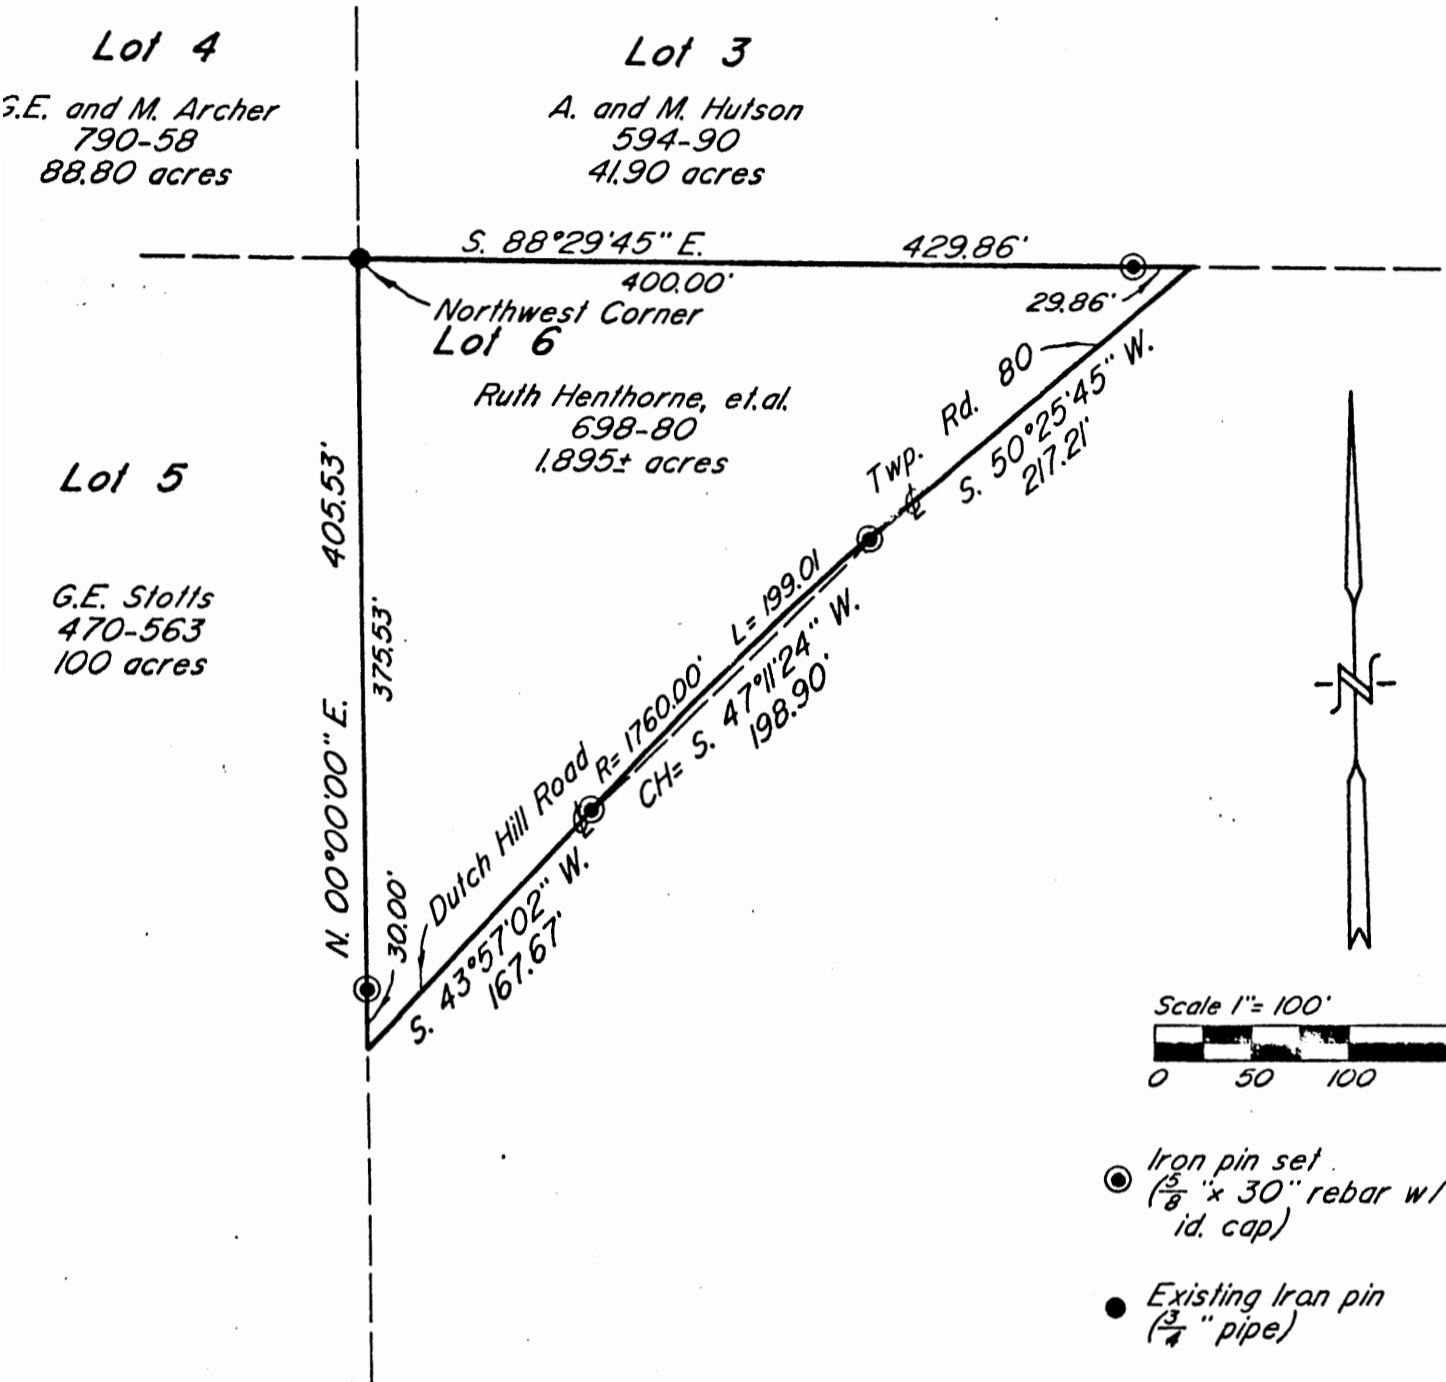 Lot 4
G.E. and M. Archer
790-58
88.80 acres
Lot 3
A. and M. Hutson
594-90
41.90 acres
S. 88°29'45" E.
429.86'
400.00'
29.86'
Northwest Corner
Lot 6
Ruth Henthorne, et.al.
698-80
1.895± acres
Lot 5
G.E. Stotts
470-563
100 acres
N. 00°00'00" E.
405.53'
375.53'
30.00'
Twp. Rd. 80
S. 50°25'45" W.
217.21'
L= 199.01
R= 1760.00'
CH= S. 47°11'24" W.
198.90'
Dutch Hill Road
S. 43°57'02" W.
167.67'
N
Scale 1"= 100'
0 50 100
Iron pin set
(5/8 "x 30" rebar w/
id. cap)
Existing Iron pin
(3/4 " pipe)